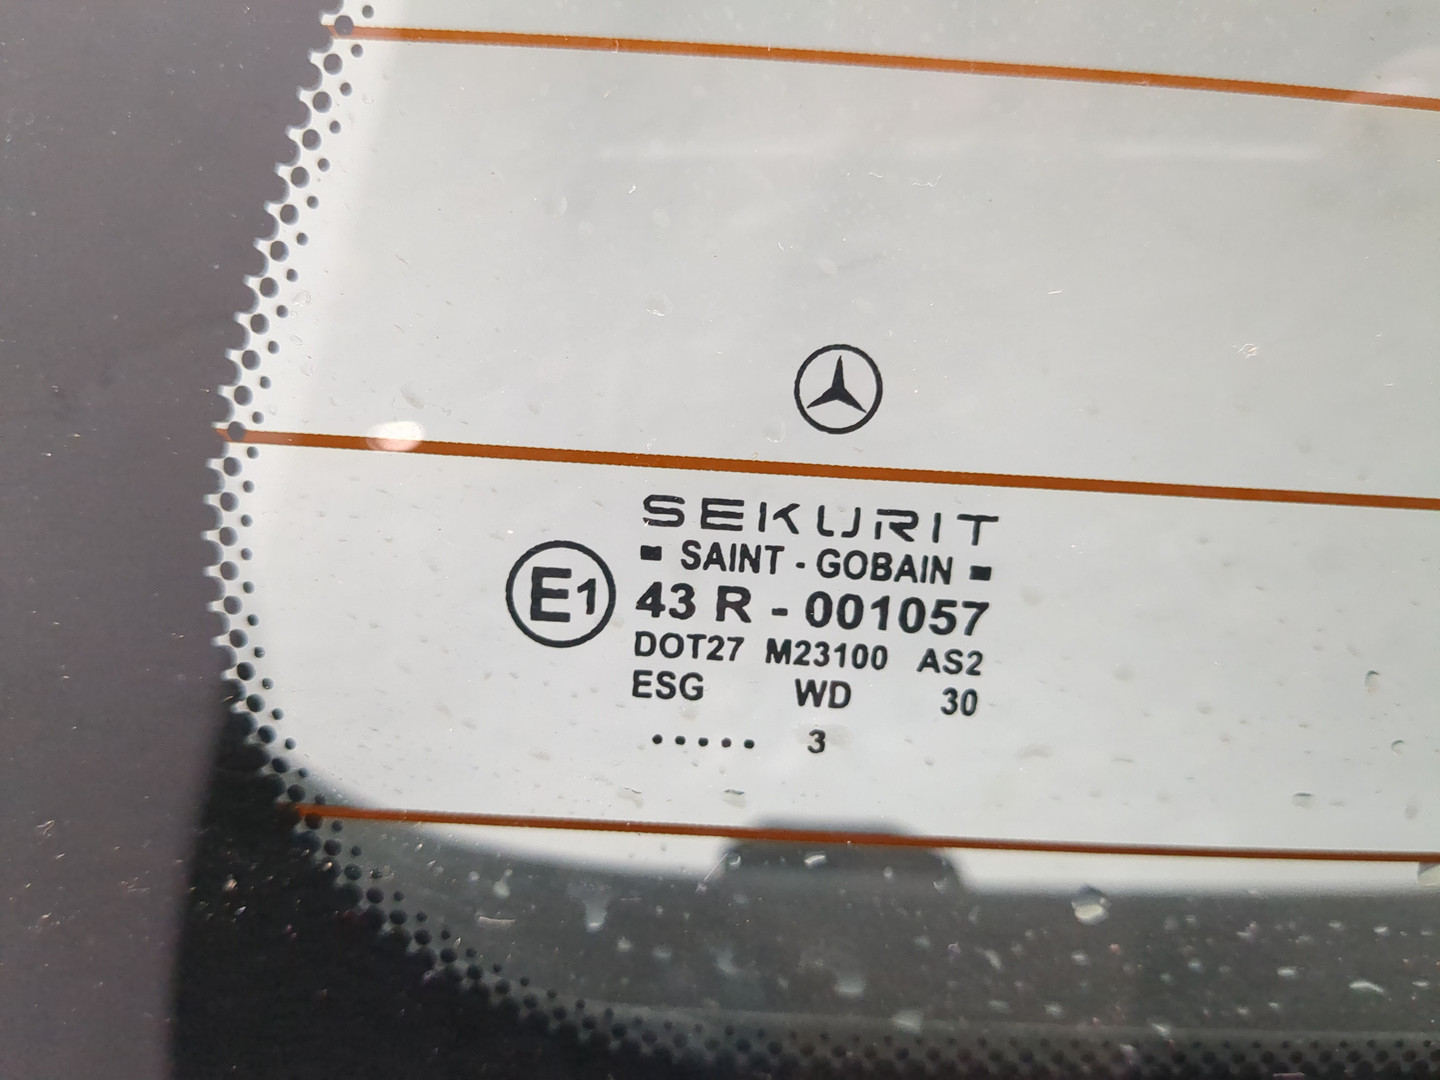 SEKURIT
SAINT - GOBAIN
E1 43 R - 001057
DOT27 M23100 AS2
ESG WD 30
..... 3